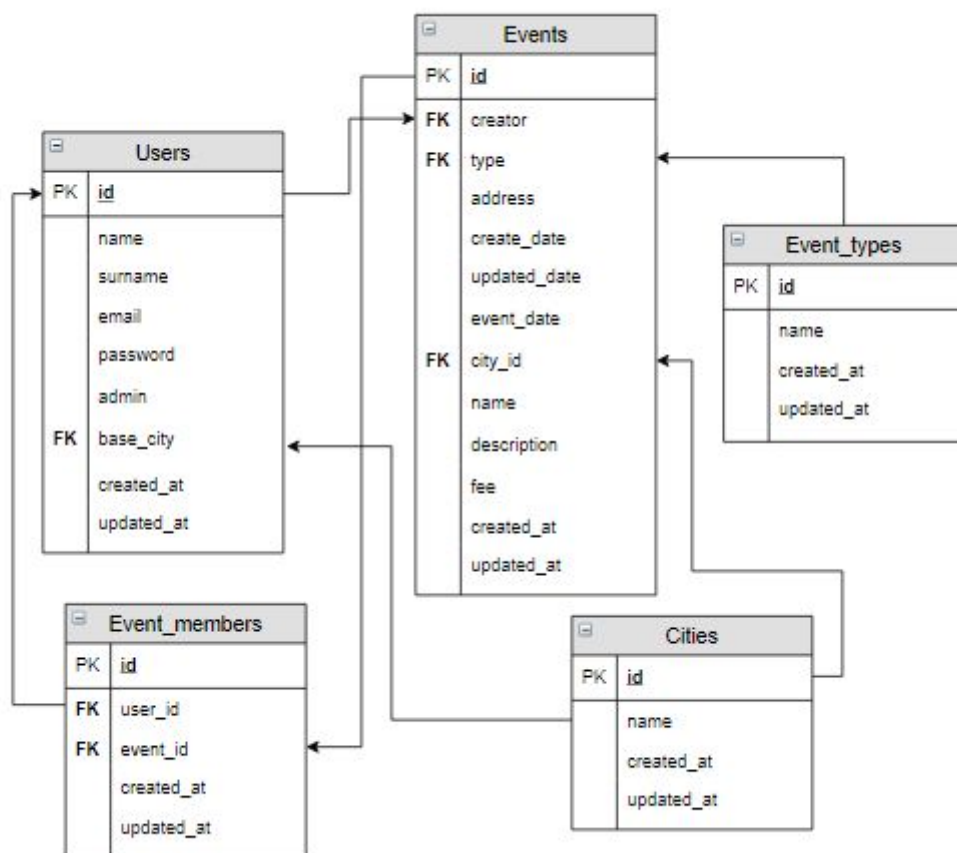 Events
PK id
FK creator
FK type
address
create_date
updated_date
event_date
FK city_id
name
description
fee
created_at
updated_at
Users
PK id
name
surname
email
password
admin
FK base_city
created_at
updated_at
Event_types
PK id
name
created_at
updated_at
Event_members
PK id
FK user_id
FK event_id
created_at
updated_at
Cities
PK id
name
created_at
updated_at